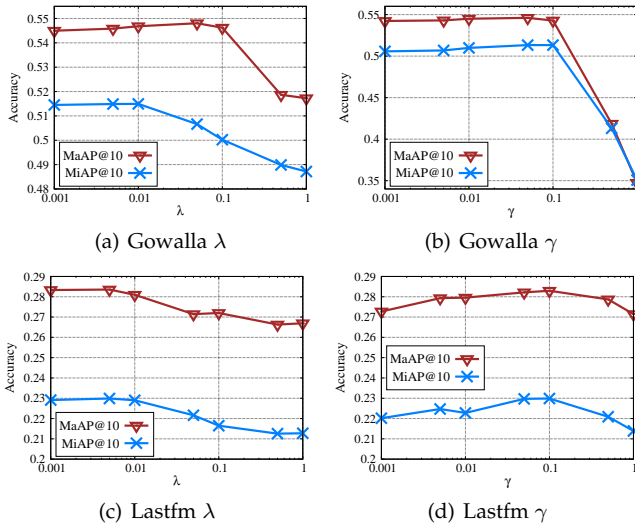 0.55
0.54
0.53
0.52
0.51
0.5
0.49
0.48
Accuracy
MaAP@10
MiAP@10
0.001
0.01
0.1
1
λ
(a) Gowalla λ
0.55
0.5
0.45
0.4
0.35
Accuracy
MaAP@10
MiAP@10
0.001
0.01
0.1
1
γ
(b) Gowalla γ
0.29
0.28
0.27
0.26
0.25
0.24
0.23
0.22
0.21
0.2
Accuracy
MaAP@10
MiAP@10
0.001
0.01
0.1
1
λ
(c) Lastfm λ
0.29
0.28
0.27
0.26
0.25
0.24
0.23
0.22
0.21
0.2
Accuracy
MaAP@10
MiAP@10
0.001
0.01
0.1
1
γ
(d) Lastfm γ